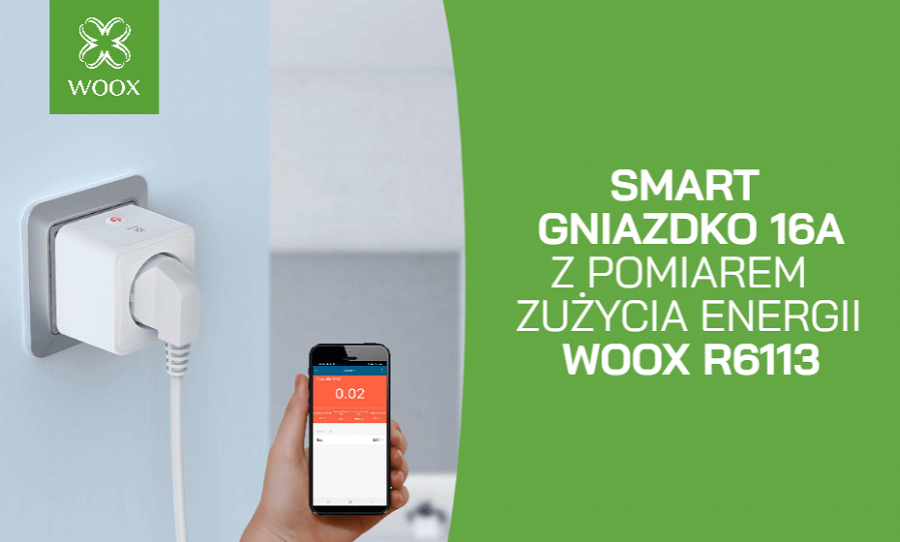 WOOX
SMART
GNIAZDKO 16A
Z POMIAREM
ZUŻYCIA ENERGII
WOOX R6113
0.02